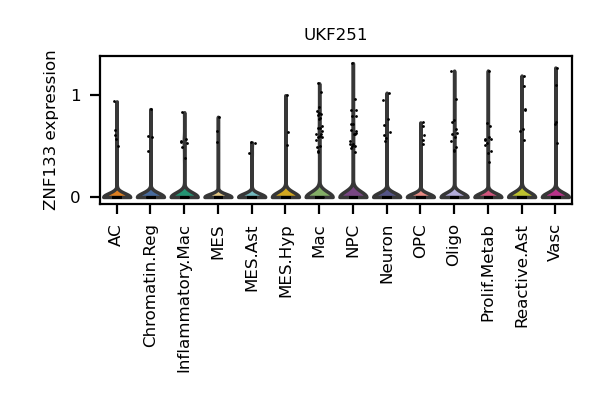 UKF251
ZNF133 expression
1
0
AC
Chromatin.Reg
Inflammatory.Mac
MES
MES.Ast
MES.Hyp
Mac
NPC
Neuron
OPC
Oligo
Prolif.Metab
Reactive.Ast
Vasc